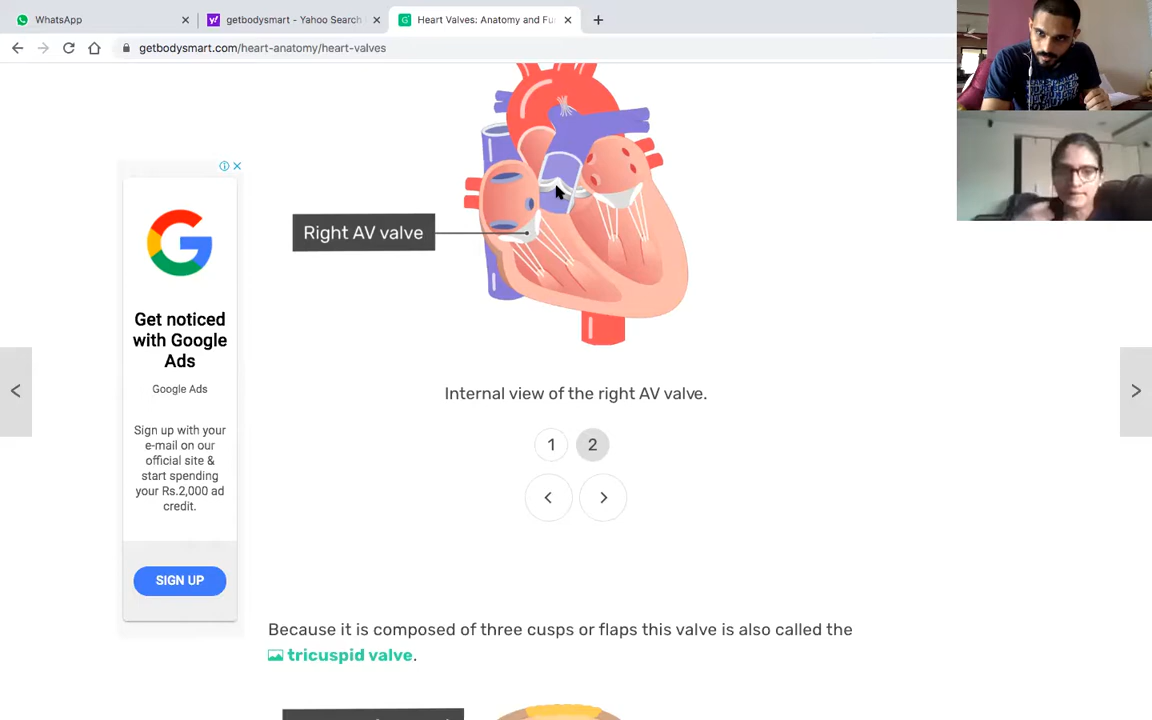 WhatsApp
getbodysmart - Yahoo Search
Heart Valves: Anatomy and Fu
getbodysmart.com/heart-anatomy/heart-valves
Right AV valve
Get noticed
with Google
Ads
Google Ads
Sign up with your
e-mail on our
official site &
start spending
your Rs.2,000 ad
credit.
SIGN UP
Internal view of the right AV valve.
1 2
Because it is composed of three cusps or flaps this valve is also called the
tricuspid valve.